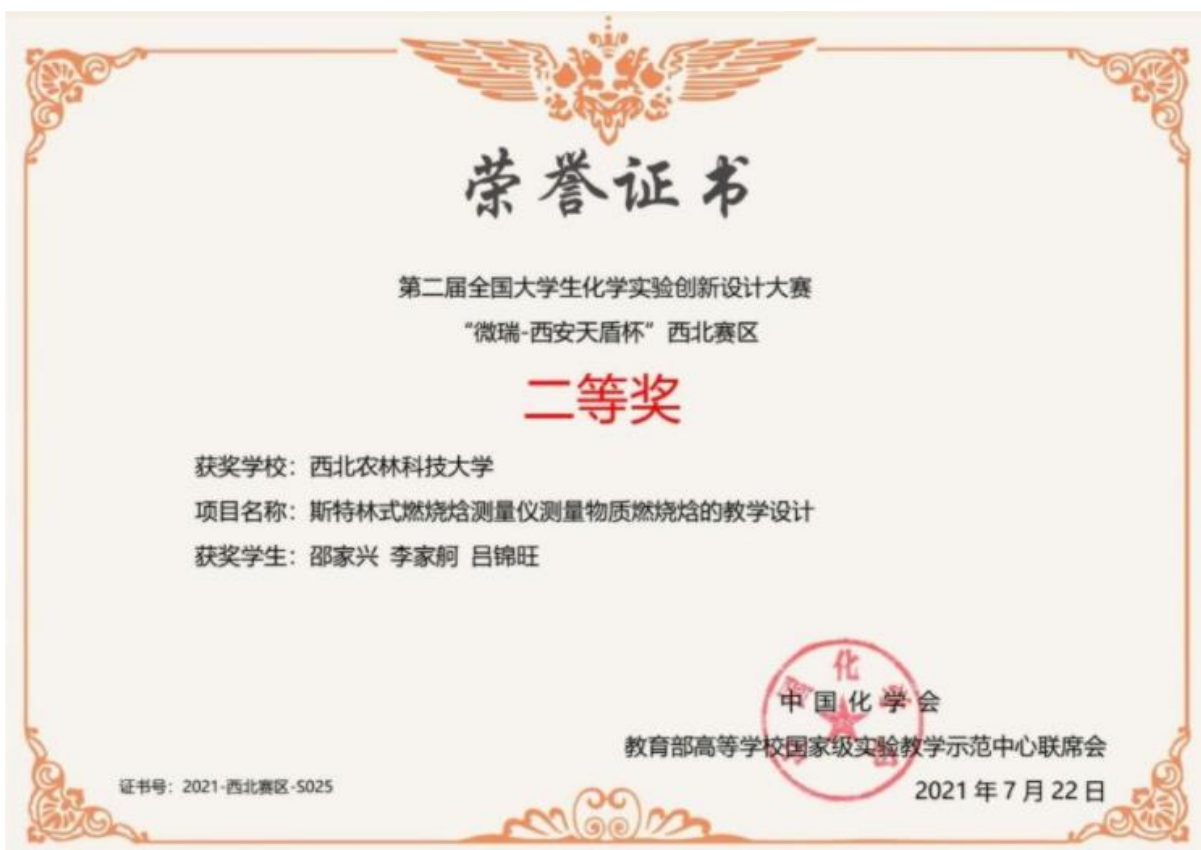 荣誉证书
第二届全国大学生化学实验创新设计大赛
“微瑞-西安天盾杯”西北赛区
二等奖
获奖学校：西北农林科技大学
项目名称：斯特林式燃烧焓测量仪测量物质燃烧焓的教学设计
获奖学生：邵家兴 李家舸 吕锦旺
中国化学会
教育部高等学校国家级实验教学示范中心联席会
证书号：2021-西北赛区-S025
2021年7月22日